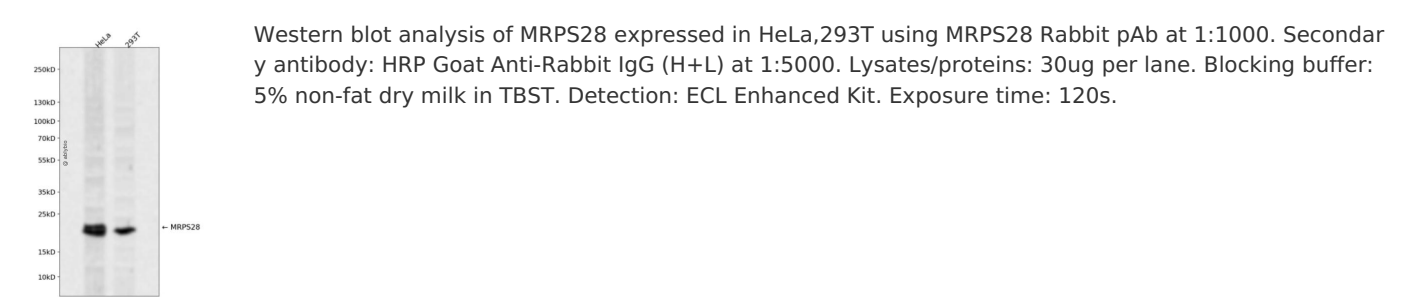 HeLa 293T
Western blot analysis of MRPS28 expressed in HeLa,293T using MRPS28 Rabbit pAb at 1:1000. Secondar
y antibody: HRP Goat Anti-Rabbit IgG (H+L) at 1:5000. Lysates/proteins: 30ug per lane. Blocking buffer:
5% non-fat dry milk in TBST. Detection: ECL Enhanced Kit. Exposure time: 120s.
250kD
130kD
100kD
70kD
55kD
@ ablybio
35kD
25kD
← MRPS28
15kD
10kD